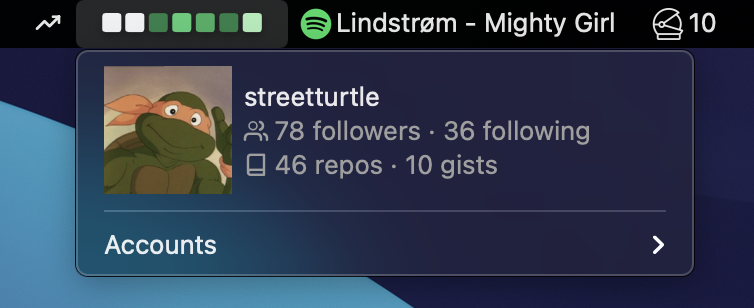 Lindstrøm - Mighty Girl
10
streetturtle
78 followers · 36 following
46 repos · 10 gists
Accounts